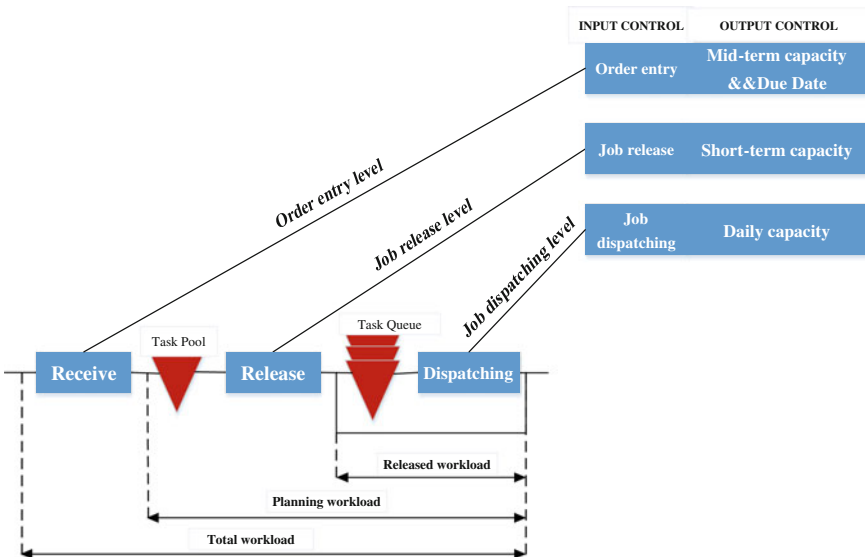 INPUT CONTROL OUTPUT CONTROL
Order entry
Mid-term capacity
&&Due Date
Job release
Short-term capacity
Job
dispatching
Daily capacity
Order entry level
Job release level
Job dispatching level
Task Pool
Task Queue
Receive
Release
Dispatching
Released workload
Planning workload
Total workload